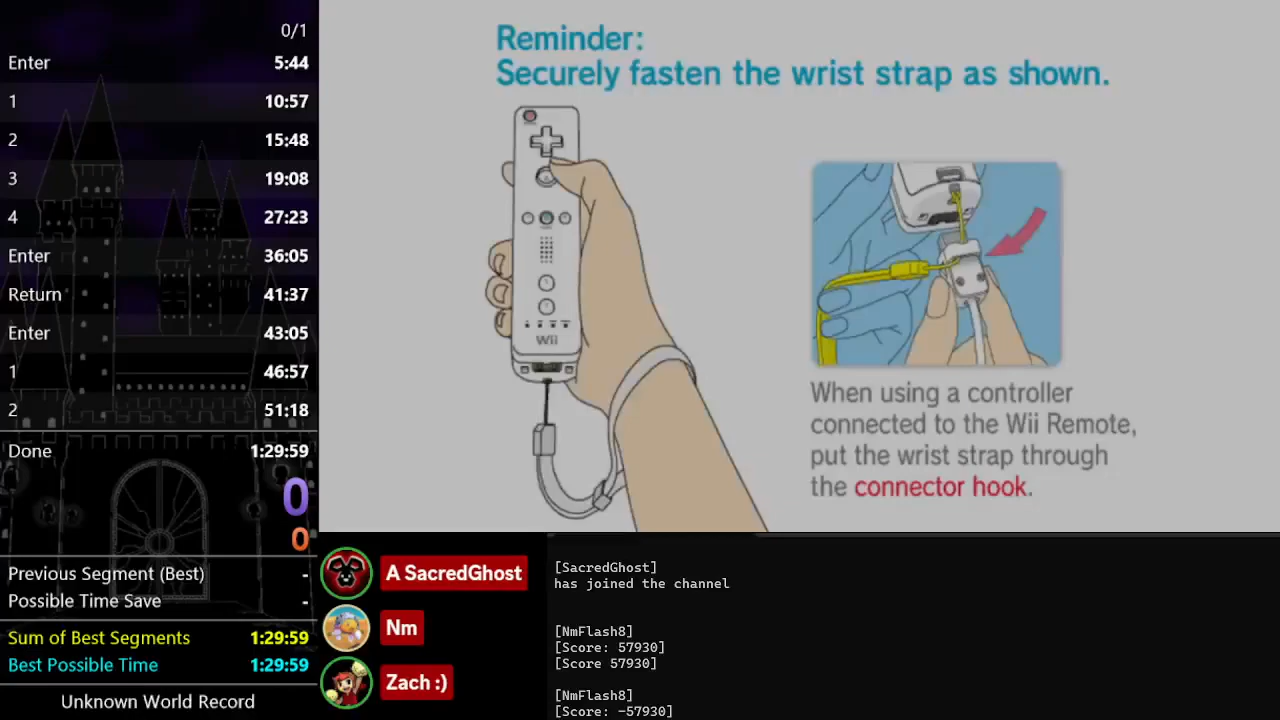 0/1
Enter 5:44
1 10:57
2 15:48
3 19:08
4 27:23
Enter 36:05
Return 41:37
Enter 43:05
1 46:57
2 51:18
Done 1:29:59
0
0
Previous Segment (Best) -
Possible Time Save -
Sum of Best Segments 1:29:59
Best Possible Time 1:29:59
Unknown World Record
Reminder:
Securely fasten the wrist strap as shown.
Wii
When using a controller
connected to the Wii Remote,
put the wrist strap through
the connector hook.
A SacredGhost
Nm
Zach :)
[SacredGhost]
has joined the channel
[NmFlash8]
[Score: 57930]
[Score 57930]
[NmFlash8]
[Score: -57930]